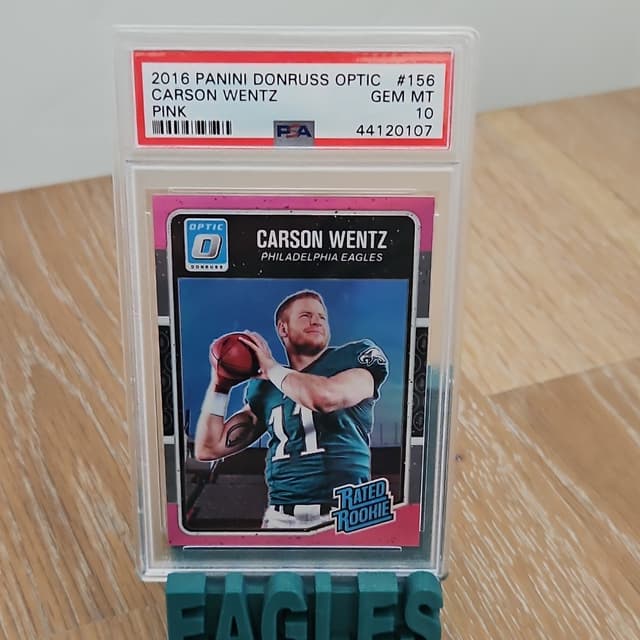 2016 PANINI DONRUSS OPTIC #156
CARSON WENTZ GEM MT
PINK 10
PSA 44120107
OPTIC
D
DONRUSS
CARSON WENTZ
PHILADELPHIA EAGLES
11
RATED
ROOKIE
EAGLES